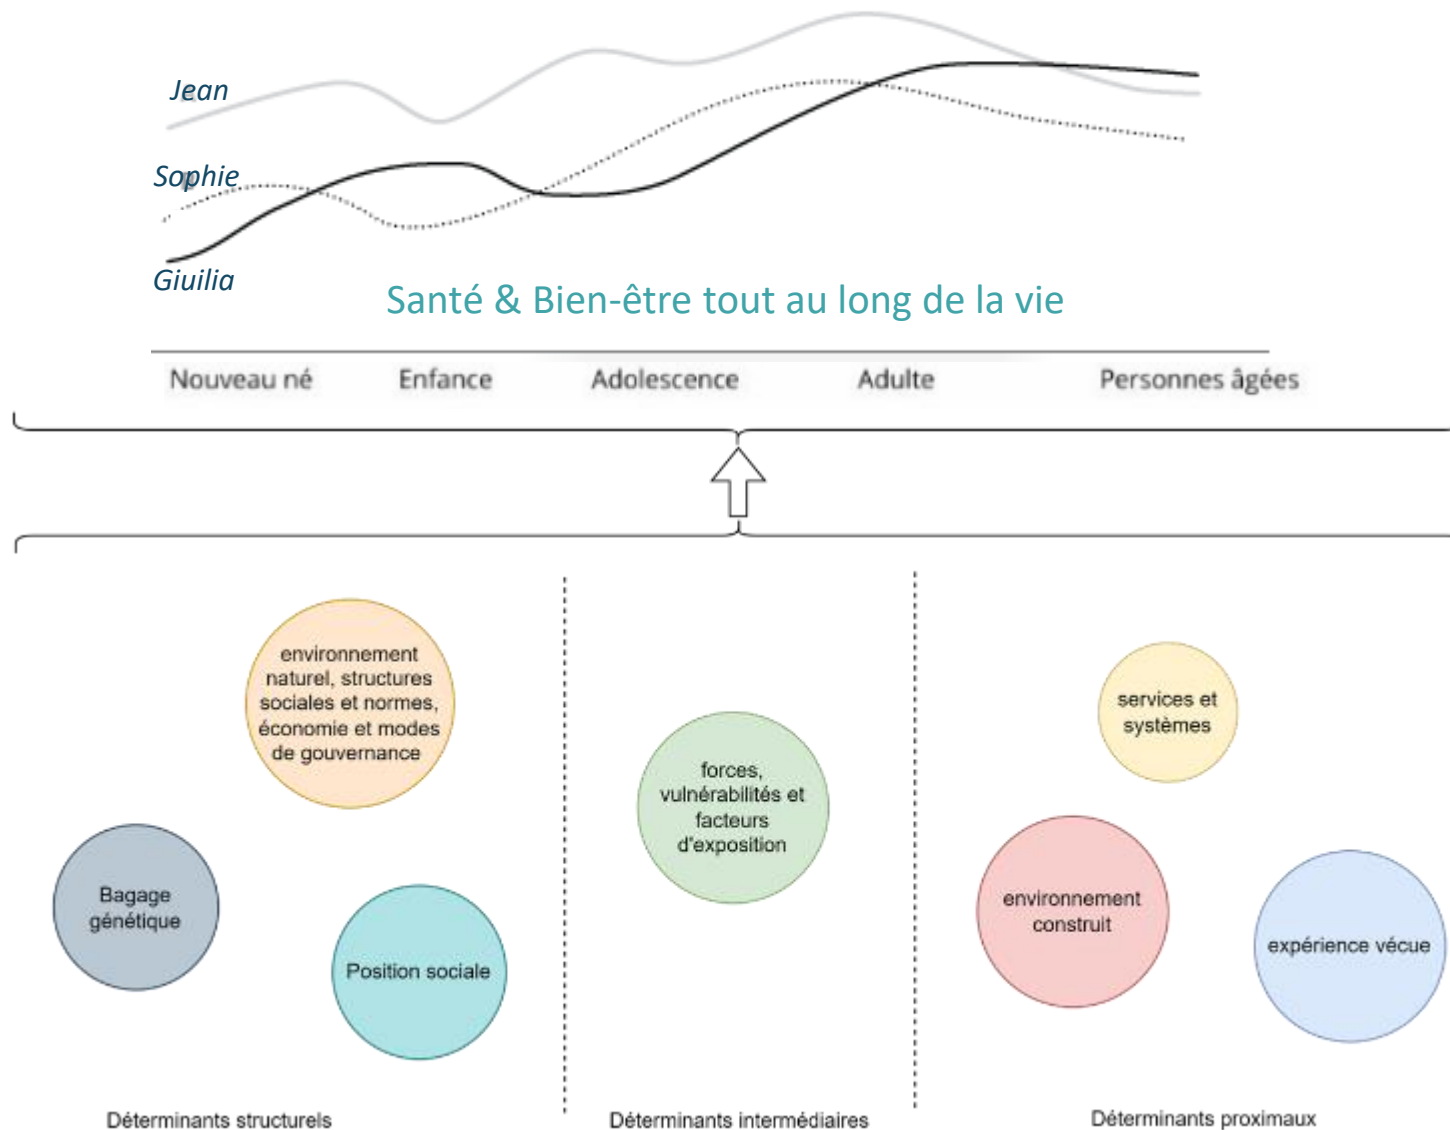 Jean
Sophie
Giuilia
Santé & Bien-être tout au long de la vie
Nouveau né
Enfance
Adolescence
Adulte
Personnes âgées
environnement
naturel, structures
sociales et normes,
économie et modes
de gouvernance
Bagage
génétique
Position sociale
forces,
vulnérabilités et
facteurs
d'exposition
services et
systèmes
environnement
construit
expérience vécue
Déterminants structurels
Déterminants intermédiaires
Déterminants proximaux